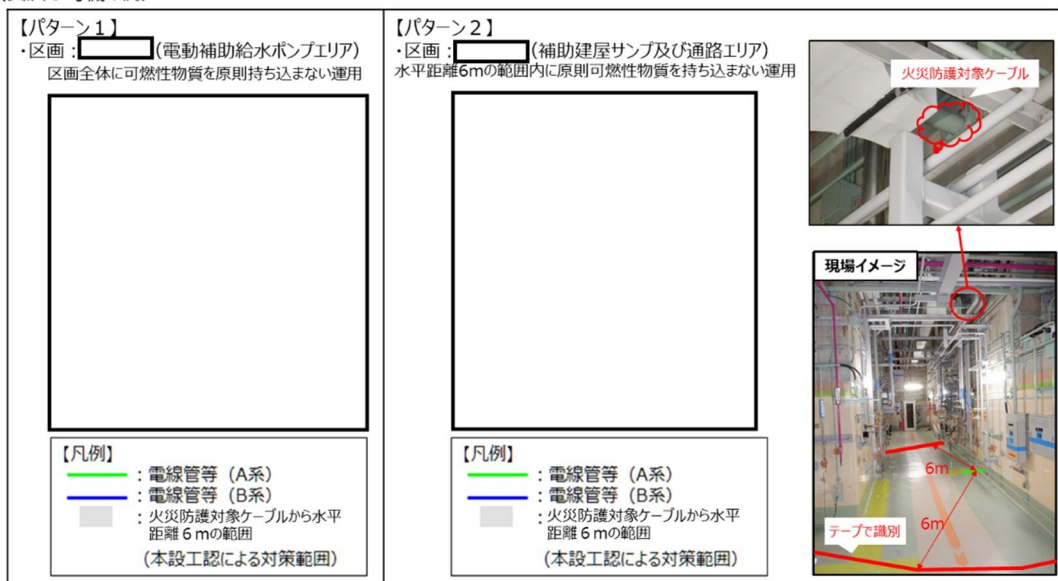 【パターン１】
・区画：(電動補助給水ポンプエリア)
区画全体に可燃性物質を原則持ち込まない運用
【凡例】
：電線管等（A系）
：電線管等（B系）
：火災防護対象ケーブルから水平
距離６mの範囲
（本設工認による対策範囲）
【パターン２】
・区画：(補助建屋サンプ及び通路エリア)
水平距離6mの範囲内に原則可燃性物質を持ち込まない運用
【凡例】
：電線管等（A系）
：電線管等（B系）
：火災防護対象ケーブルから水平
距離６mの範囲
（本設工認による対策範囲）
火災防護対象ケーブル
現場イメージ
6m
6m
テープで識別